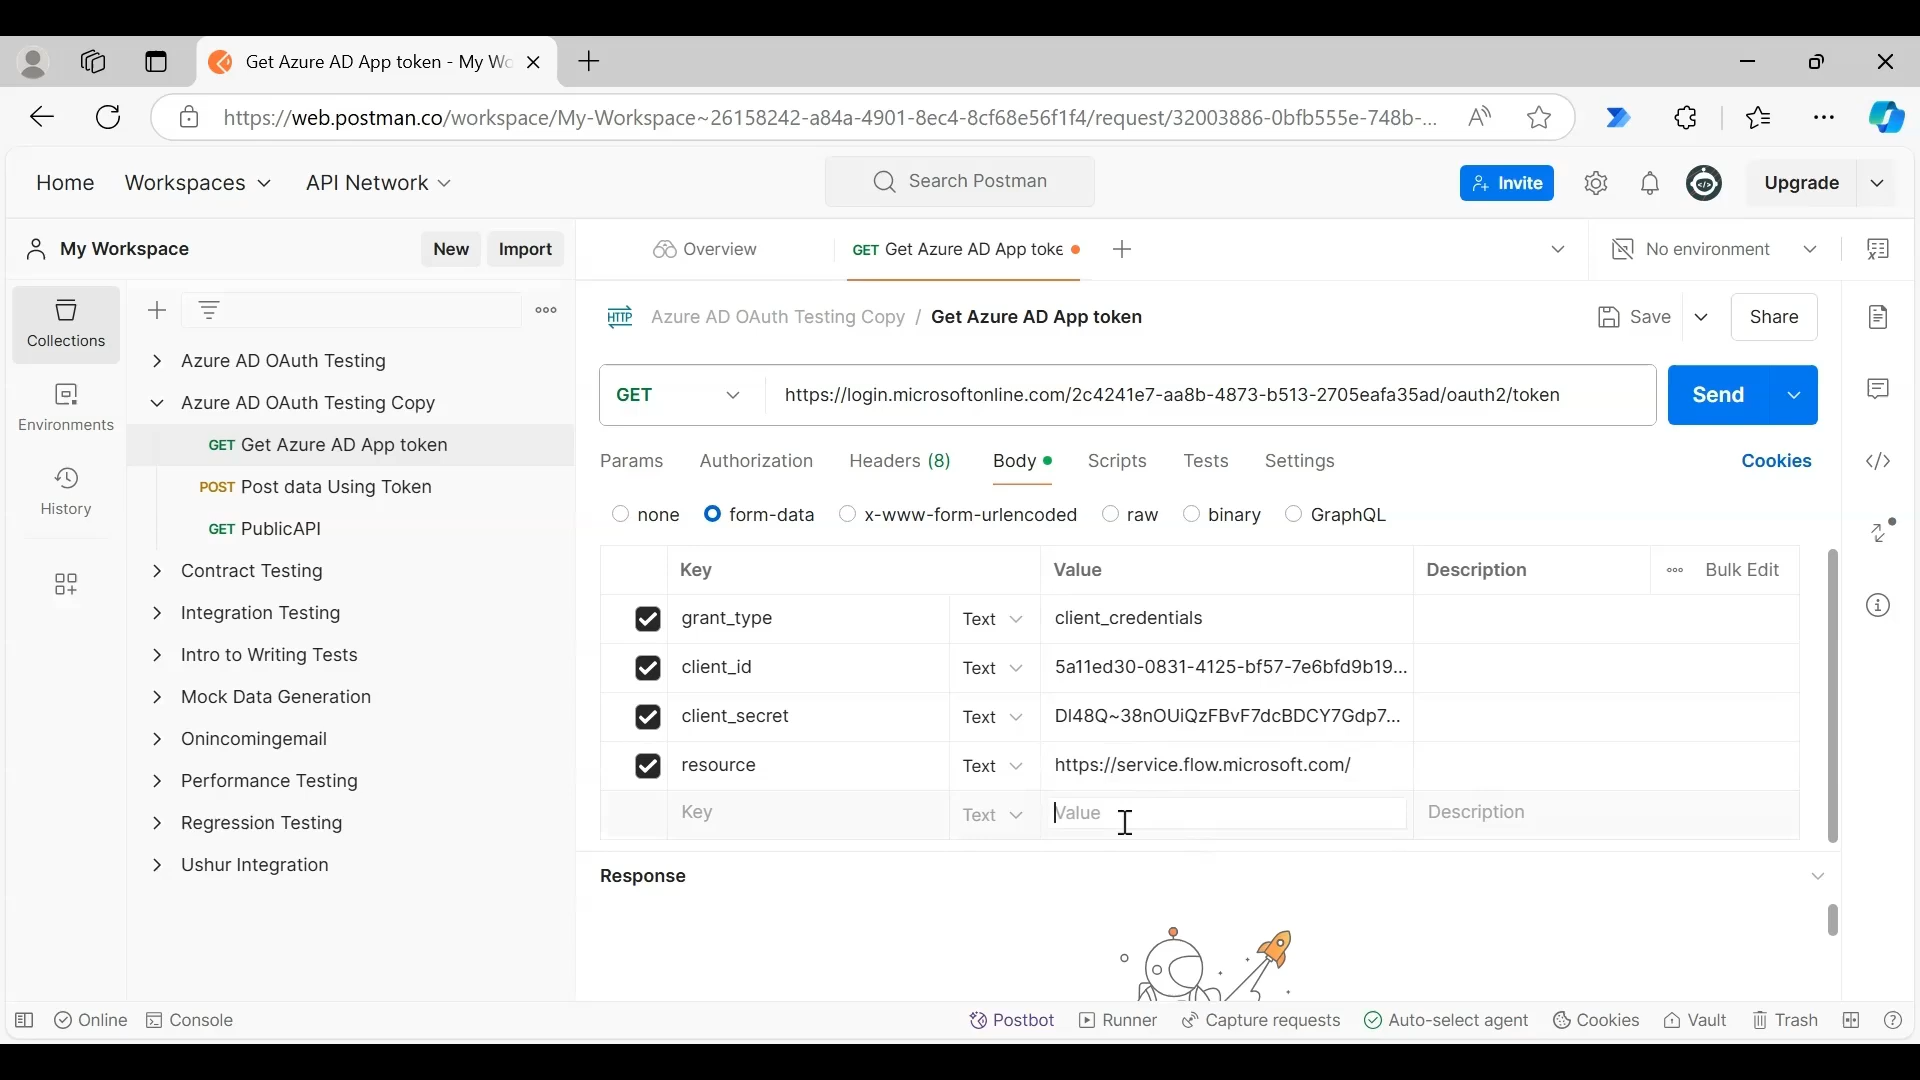 Get Azure AD App token - My Wo
https://web.postman.co/workspace/My-Workspace~26158242-a84a-4901-8ec4-8cf68e56f1f4/request/32003886-0bfb555e-748b-...
Home Workspaces API Network
Search Postman
Invite
Upgrade
My Workspace
New Import
Overview
GET Get Azure AD App toke
No environment
Collections
Environments
History
Azure AD OAuth Testing
Azure AD OAuth Testing Copy
GET Get Azure AD App token
POST Post data Using Token
GET PublicAPI
Contract Testing
Integration Testing
Intro to Writing Tests
Mock Data Generation
Onincomingemail
Performance Testing
Regression Testing
Ushur Integration
HTTP Azure AD OAuth Testing Copy / Get Azure AD App token
Save
Share
GET https://login.microsoftonline.com/2c4241e7-aa8b-4873-b513-2705eafa35ad/oauth2/token
Send
Params Authorization Headers (8) Body Scripts Tests Settings
Cookies
none form-data x-www-form-urlencoded raw binary GraphQL
Key Value Description Bulk Edit
grant_type Text client_credentials
client_id Text 5a11ed30-0831-4125-bf57-7e6bfd9b19...
client_secret Text DI48Q~38nOUiQzFBvF7dcBDCY7Gdp7...
resource Text https://service.flow.microsoft.com/
Key Text Value Description
Response
Online Console
Postbot Runner Capture requests Auto-select agent Cookies Vault Trash